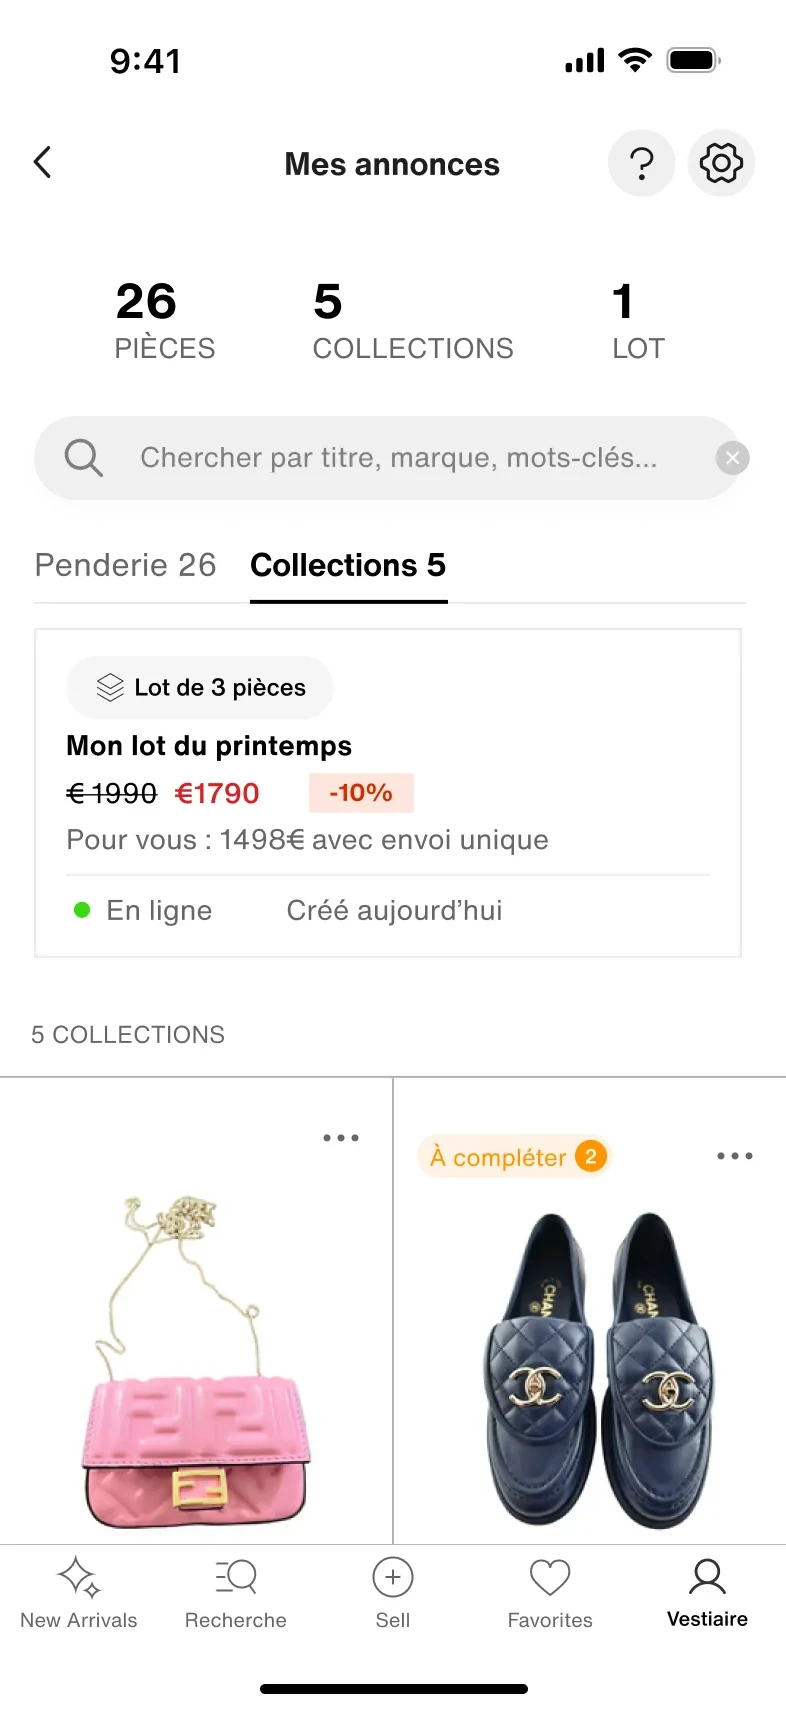 9:41
Mes annonces
26 5 1
PIÈCES COLLECTIONS LOT
Chercher par titre, marque, mots-clés...
Penderie 26 Collections 5
Lot de 3 pièces
Mon lot du printemps
€1990 €1790 -10%
Pour vous : 1498€ avec envoi unique
En ligne Créé aujourd’hui
5 COLLECTIONS
À compléter 2
New Arrivals Recherche Sell Favorites Vestiaire